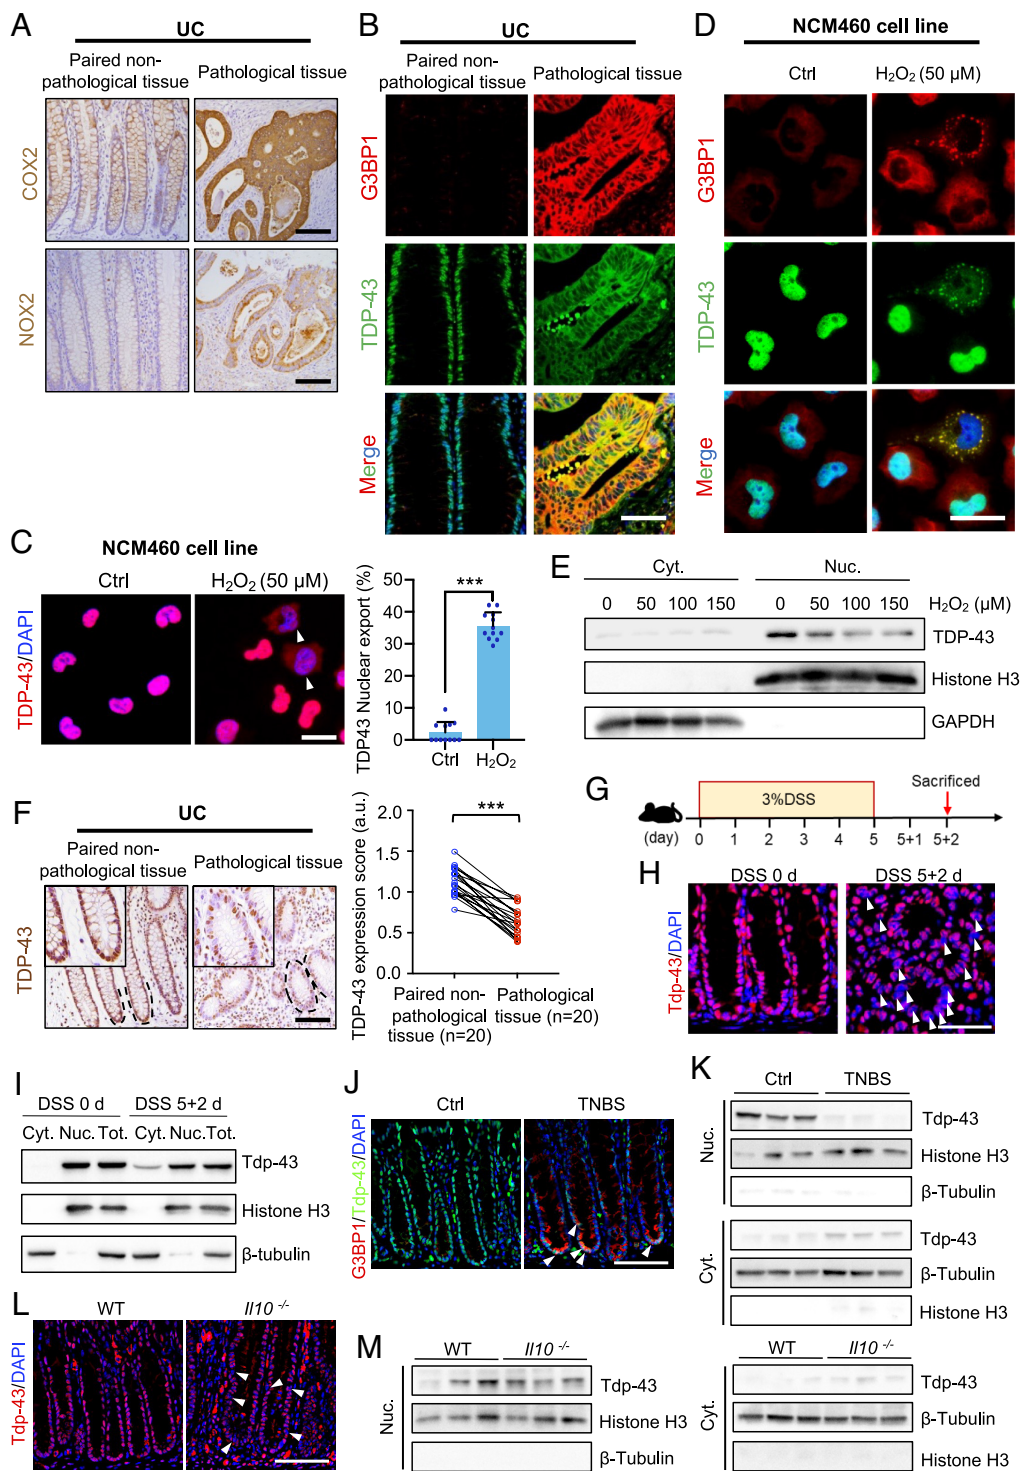 A
UC
Paired non-
pathological tissue
Pathological tissue
COX2
NOX2
B
UC
Paired non-
pathological tissue
Pathological tissue
G3BP1
TDP-43
Merge
D
NCM460 cell line
Ctrl
H₂O₂ (50 µM)
G3BP1
TDP-43
Merge
C
NCM460 cell line
Ctrl
H₂O₂ (50 µM)
TDP-43/DAPI
TDP43 Nuclear export (%)
50
40
30
20
10
0
***
Ctrl
H₂O₂
E
Cyt.
Nuc.
0 50 100 150 0 50 100 150 H₂O₂ (µM)
TDP-43
Histone H3
GAPDH
F
UC
Paired non-
pathological tissue
Pathological tissue
TDP-43
TDP-43 expression score (a.u.)
2.0
1.5
1.0
0.5
0.0
***
Paired non-
pathological
tissue (n=20)
Pathological
tissue (n=20)
G
Sacrificed
3%DSS
(day) 0 1 2 3 4 5 5+1 5+2
H
DSS 0 d
DSS 5+2 d
Tdp-43/DAPI
I
DSS 0 d
DSS 5+2 d
Cyt. Nuc. Tot. Cyt. Nuc. Tot.
Tdp-43
Histone H3
β-tubulin
J
Ctrl
TNBS
G3BP1/Tdp-43/DAPI
K
Ctrl
TNBS
Nuc.
Tdp-43
Histone H3
β-Tubulin
Cyt.
Tdp-43
β-Tubulin
Histone H3
L
WT
Il10 -/-
Tdp-43/DAPI
M
WT
Il10 -/-
Nuc.
Tdp-43
Histone H3
β-Tubulin
WT
Il10 -/-
Cyt.
Tdp-43
β-Tubulin
Histone H3